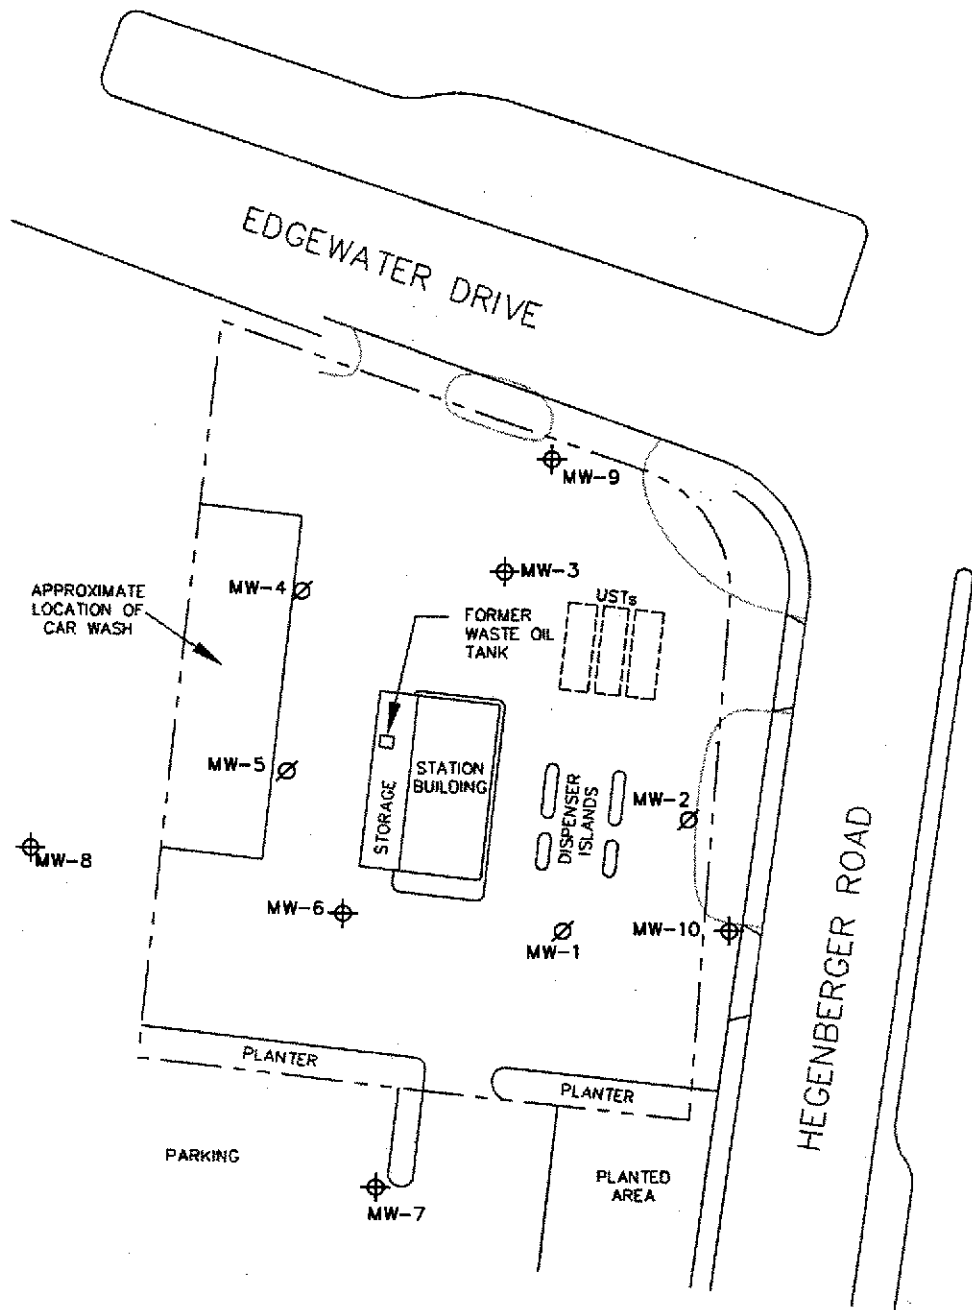 EDGEWATER DRIVE
MW-9
MW-3
MW-4
APPROXIMATE
LOCATION OF
CAR WASH
USTs
FORMER
WASTE OIL
TANK
MW-5
STATION
BUILDING
STORAGE
DISPENSER
ISLANDS
MW-2
MW-8
MW-6
MW-1
MW-10
HEGENBERGER ROAD
PLANTER
PLANTER
PARKING
PLANTED
AREA
MW-7